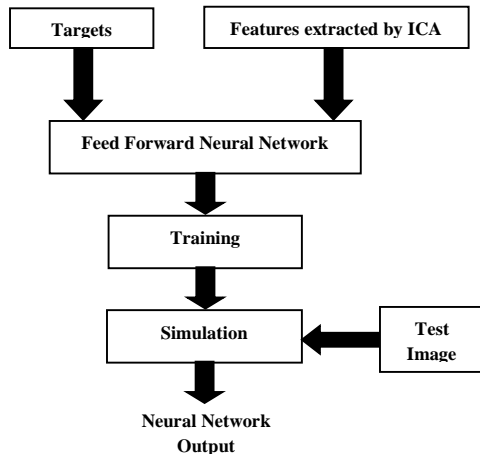 Targets
Features extracted by ICA
Feed Forward Neural Network
Training
Simulation
Test
Image
Neural Network
Output